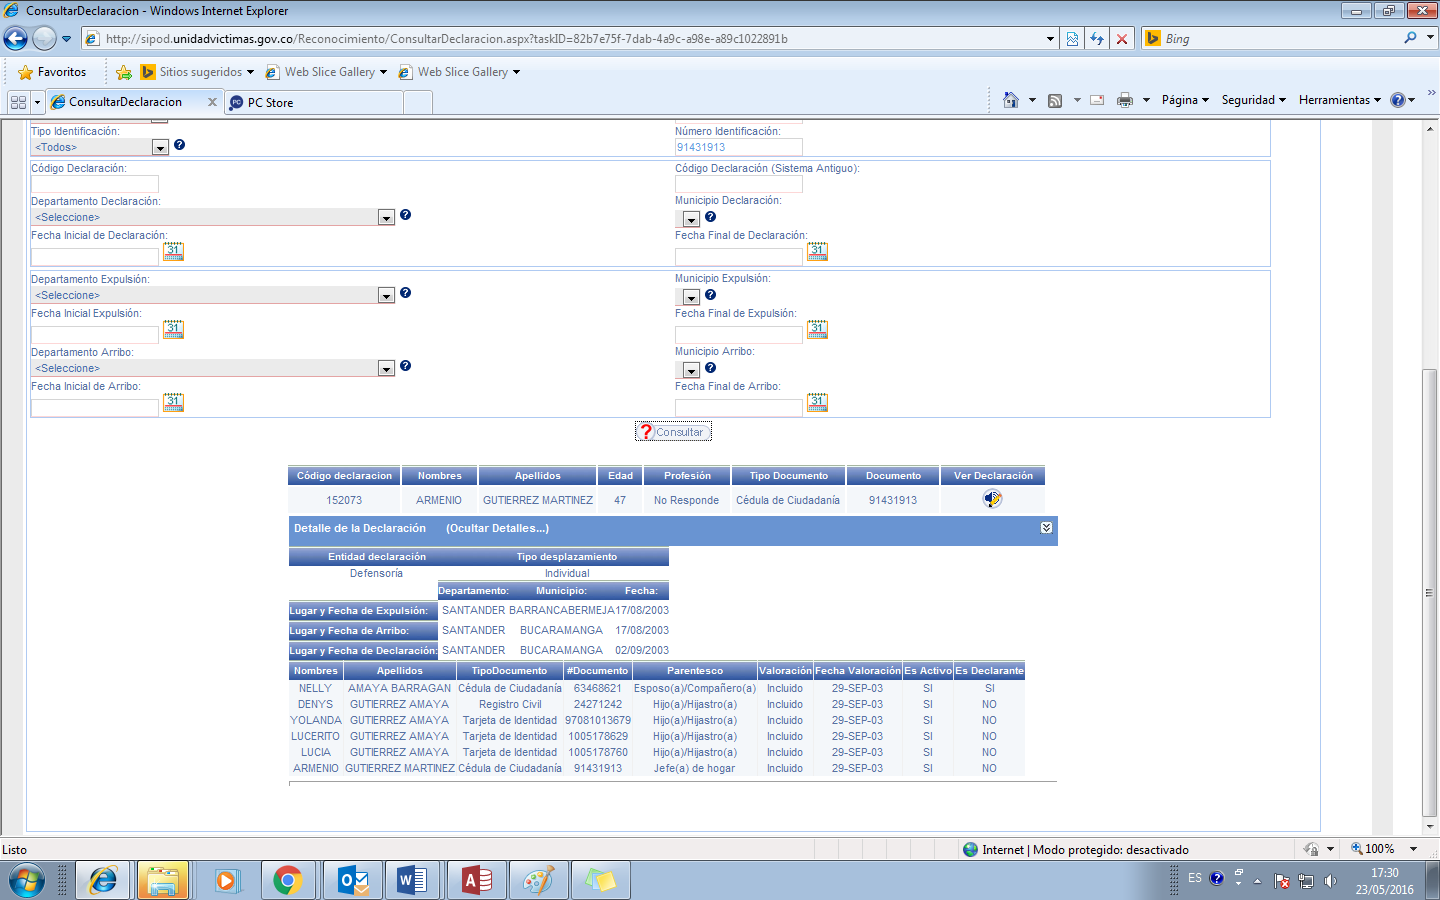 ConsultarDeclaracion - Windows Internet Explorer
http://sipod.unidadvictimas.gov.co/Reconocimiento/ConsultarDeclaracion.aspx?taskID=82b7e75f-7dab-4a9c-a98e-a89c1022891b
Bing
Favoritos Sitios sugeridos Web Slice Gallery Web Slice Gallery
ConsultarDeclaracion PC Store Página Seguridad Herramientas
Tipo Identificación: Número Identificación:
<Todos> 91431913
Código Declaración: Código Declaración (Sistema Antiguo):
Departamento Declaración: Municipio Declaración:
<Seleccione>
Fecha Inicial de Declaración: Fecha Final de Declaración:
31 31
Departamento Expulsión: Municipio Expulsión:
<Seleccione>
Fecha Inicial Expulsión: Fecha Final de Expulsión:
31 31
Departamento Arribo: Municipio Arribo:
<Seleccione>
Fecha Inicial de Arribo: Fecha Final de Arribo:
31 31
Consultar
Código declaracion Nombres Apellidos Edad Profesión Tipo Documento Documento Ver Declaración
152073 ARMENIO GUTIERREZ MARTINEZ 47 No Responde Cédula de Ciudadanía 91431913
Detalle de la Declaración (Ocultar Detalles...)
Entidad declaración Tipo desplazamiento
Defensoría Individual
Departamento: Municipio: Fecha:
Lugar y Fecha de Expulsión: SANTANDER BARRANCABERMEJA 17/08/2003
Lugar y Fecha de Arribo: SANTANDER BUCARAMANGA 17/08/2003
Lugar y Fecha de Declaración: SANTANDER BUCARAMANGA 02/09/2003
Nombres Apellidos TipoDocumento #Documento Parentesco Valoración Fecha Valoración Es Activo Es Declarante
NELLY AMAYA BARRAGAN Cédula de Ciudadanía 63468621 Esposo(a)/Compañero(a) Incluido 29-SEP-03 SI SI
DENYS GUTIERREZ AMAYA Registro Civil 24271242 Hijo(a)/Hijastro(a) Incluido 29-SEP-03 SI NO
YOLANDA GUTIERREZ AMAYA Tarjeta de Identidad 97081013679 Hijo(a)/Hijastro(a) Incluido 29-SEP-03 SI NO
LUCERITO GUTIERREZ AMAYA Tarjeta de Identidad 1005178629 Hijo(a)/Hijastro(a) Incluido 29-SEP-03 SI NO
LUCIA GUTIERREZ AMAYA Tarjeta de Identidad 1005178760 Hijo(a)/Hijastro(a) Incluido 29-SEP-03 SI NO
ARMENIO GUTIERREZ MARTINEZ Cédula de Ciudadanía 91431913 Jefe(a) de hogar Incluido 29-SEP-03 SI NO
Listo Internet | Modo protegido: desactivado 100%
ES 17:30
23/05/2016